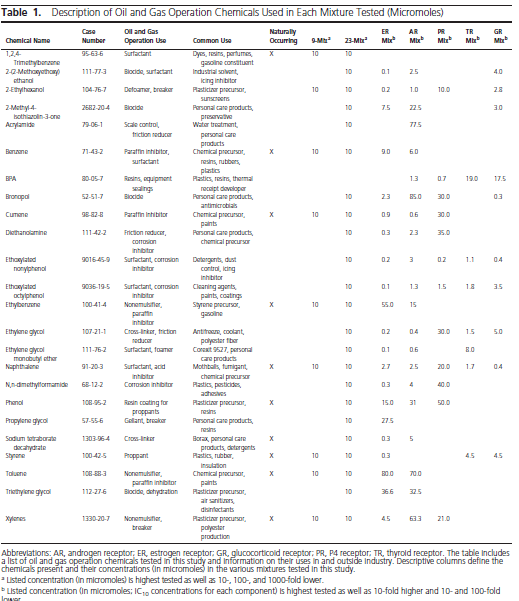 Table 1. Description of Oil and Gas Operation Chemicals Used in Each Mixture Tested (Micromoles)
Case Oil and Gas Naturally ER AR PR TR GR
Chemical Name Number Operation Use Common Use Occurring 9-Mixᵃ 23-Mixᵃ Mixᵇ Mixᵇ Mixᵇ Mixᵇ Mixᵇ
1,2,4- 95-63-6 Surfactant Dyes, resins, perfumes, X 10 10
Trimethylbenzene gasoline constituent
2-(2-Methoxyethoxy) 111-77-3 Biocide, surfactant Industrial solvent, 10 0.1 2.5 4.0
ethanol icing inhibitor
2-Ethylhexanol 104-76-7 Defoamer, breaker Plasticizer precursor, 10 0.2 1.0 10.0 2.8
sunscreens
2-Methyl-4- 2682-20-4 Biocide Personal care products, 10 7.5 22.5 3.0
isothiazolin-3-one preservative
Acrylamide 79-06-1 Scale control, Water treatment, 10 77.5
friction reducer personal care
products
Benzene 71-43-2 Paraffin inhibitor, Chemical precursor, X 10 10 9.0 6.0
surfactant resins, rubbers,
plastics
BPA 80-05-7 Resins, equipment Plastics, resins, thermal 1.3 0.7 19.0 17.5
sealings receipt developer
Bronopol 52-51-7 Biocide Personal care products, 10 2.3 85.0 30.0 0.3
antimicrobials
Cumene 98-82-8 Paraffin inhibitor Chemical precursor, X 10 10 0.9 0.6 30.0
paints
Diethanolamine 111-42-2 Friction reducer, Personal care products, 10 0.3 2.3 35.0
corrosion chemical precursor
inhibitor
Ethoxylated 9016-45-9 Surfactant, corrosion Detergents, dust 10 0.2 3 0.2 1.1 0.4
nonylphenol inhibitor control, icing
inhibitor
Ethoxylated 9036-19-5 Surfactant, corrosion Cleaning agents, 10 0.1 1.3 1.5 1.8 3.5
octylphenol inhibitor paints, coatings
Ethylbenzene 100-41-4 Nonemulsifier, Styrene precursor, X 10 10 55.0 15
paraffin gasoline
inhibitor
Ethylene glycol 107-21-1 Cross-linker, friction Antifreeze, coolant, 10 0.2 0.4 30.0 1.5 5.0
reducer polyester fiber
Ethylene glycol 111-76-2 Surfactant, foamer Corexit 9527, personal 10 0.1 0.6 8.0
monobutyl ether care products
Naphthalene 91-20-3 Surfactant, acid Mothballs, fumigant, X 10 10 2.7 2.5 20.0 1.7 0.4
inhibitor chemical precursor
N,n-dimethylformamide 68-12-2 Corrosion inhibitor Plastics, pesticides, 10 0.3 4 40.0
adhesives
Phenol 108-95-2 Resin coating for Plasticizer precursor, X 10 10 15.0 31 50.0
proppants resins
Propylene glycol 57-55-6 Gellant, breaker Personal care products, 10 27.5
resins
Sodium tetraborate 1303-96-4 Cross-linker Borax, personal care X 10 0.3 5
decahydrate products, detergents
Styrene 100-42-5 Proppant Plastics, rubber, X 10 10 0.3 4.5 4.5
insulation
Toluene 108-88-3 Nonemulsifier, Chemical precursor, X 10 10 80.0 70.0
paraffin inhibitor paints
Triethylene glycol 112-27-6 Biocide, dehydration Plasticizer precursor, 10 36.6 32.5
air sanitizers,
disinfectants
Xylenes 1330-20-7 Nonemulsifier, Plasticizer precursor, X 10 10 4.5 63.3 21.0
breaker polyester
production
Abbreviations: AR, androgen receptor; ER, estrogen receptor; GR, glucocorticoid receptor; PR, P4 receptor; TR, thyroid receptor. The table includes
a list of oil and gas operation chemicals tested in this study and information on their uses in and outside industry. Descriptive columns define the
chemicals present and their concentrations (in micromoles) in the various mixtures tested in this study.
ᵃ Listed concentration (in micromoles) is highest tested as well as 10-, 100-, and 1000-fold lower.
ᵇ Listed concentration (in micromoles; IC₁₀ concentrations for each component) is highest tested as well as 10-fold higher and 10- and 100-fold
lower.